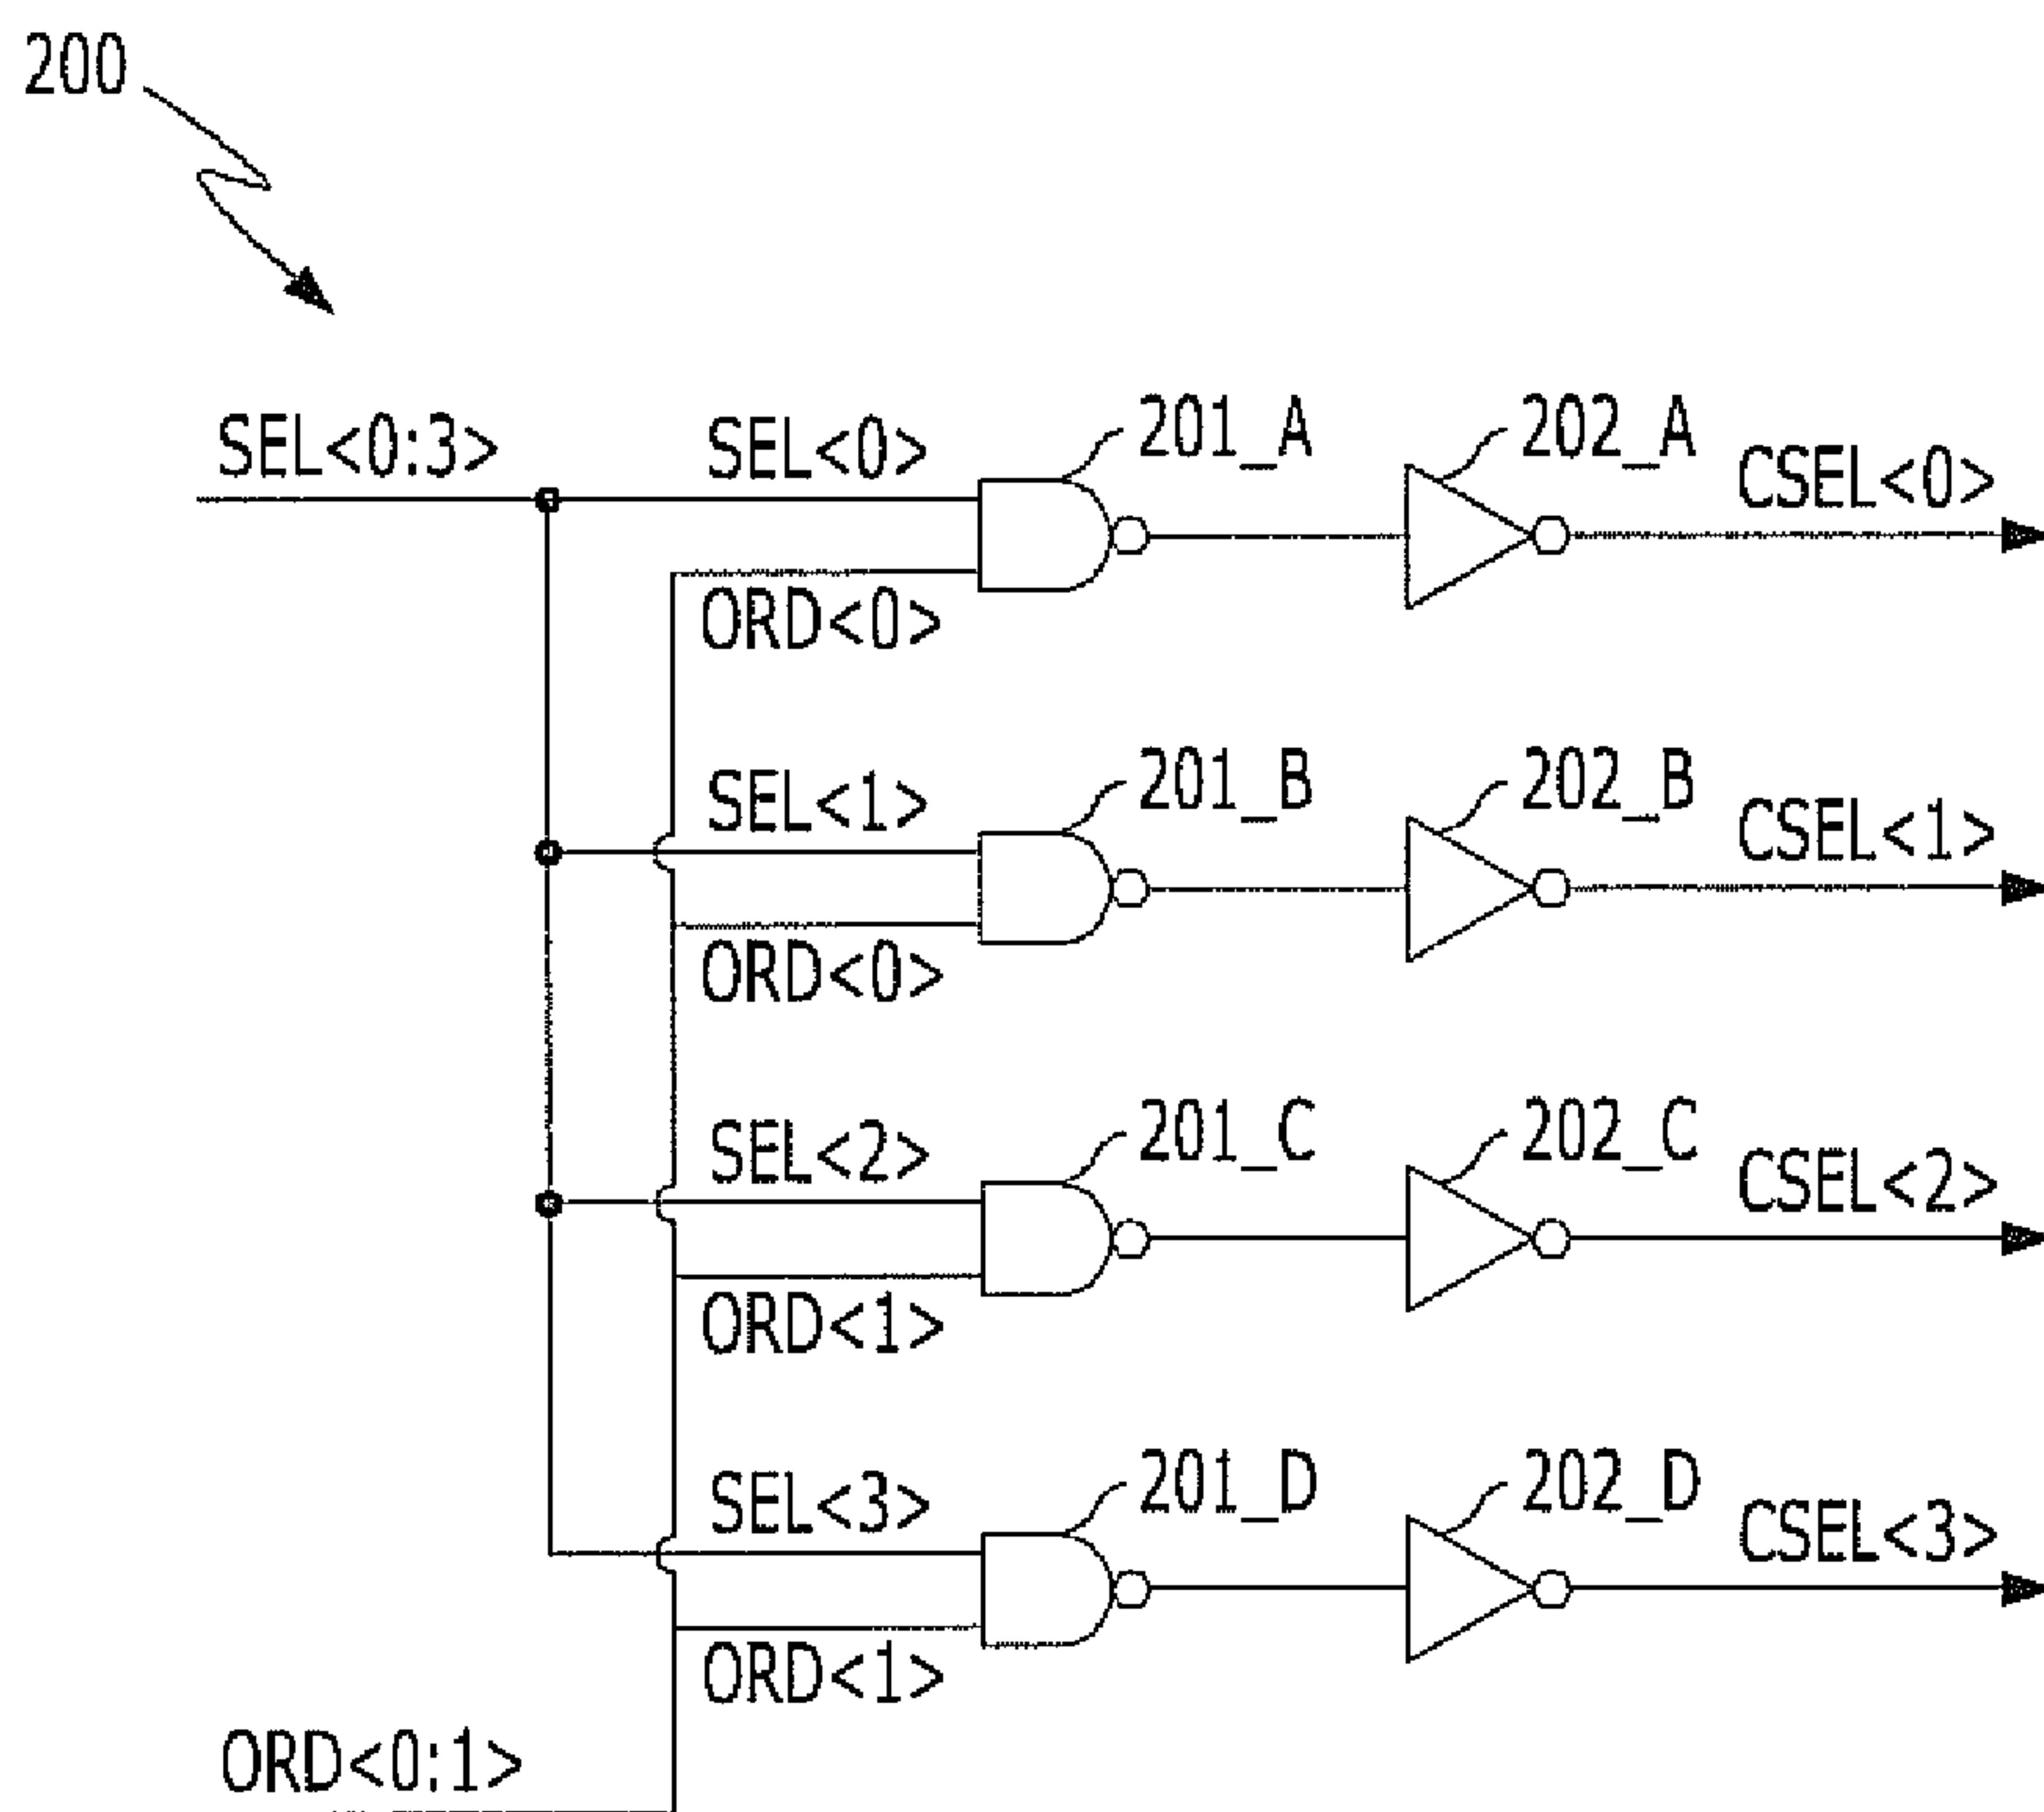 200
SEL<0:3>
SEL<0>
201_A
202_A
CSEL<0>
ORD<0>
SEL<1>
201_B
202_B
CSEL<1>
ORD<0>
SEL<2>
201_C
202_C
CSEL<2>
ORD<1>
SEL<3>
201_D
202_D
CSEL<3>
ORD<1>
ORD<0:1>